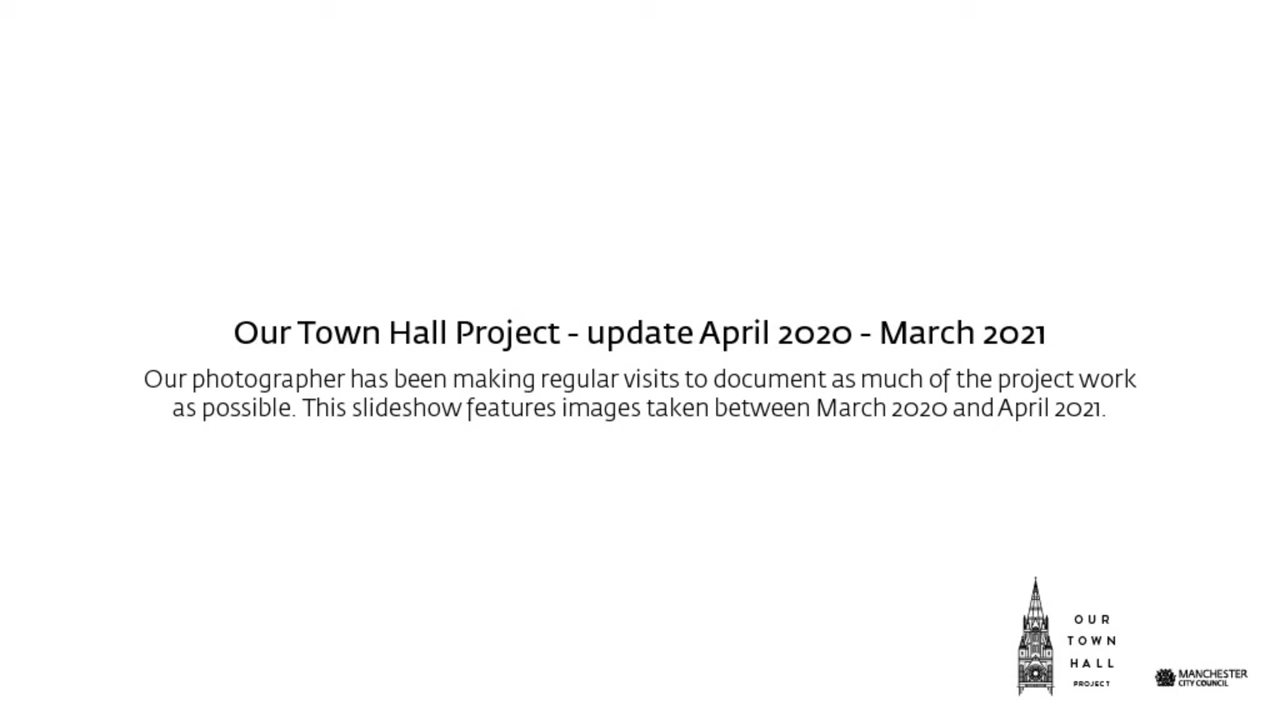 Our Town Hall Project - update April 2020 - March 2021
Our photographer has been making regular visits to document as much of the project work
as possible. This slideshow features images taken between March 2020 and April 2021.
OUR
TOWN
HALL
PROJECT
MANCHESTER
CITY COUNCIL